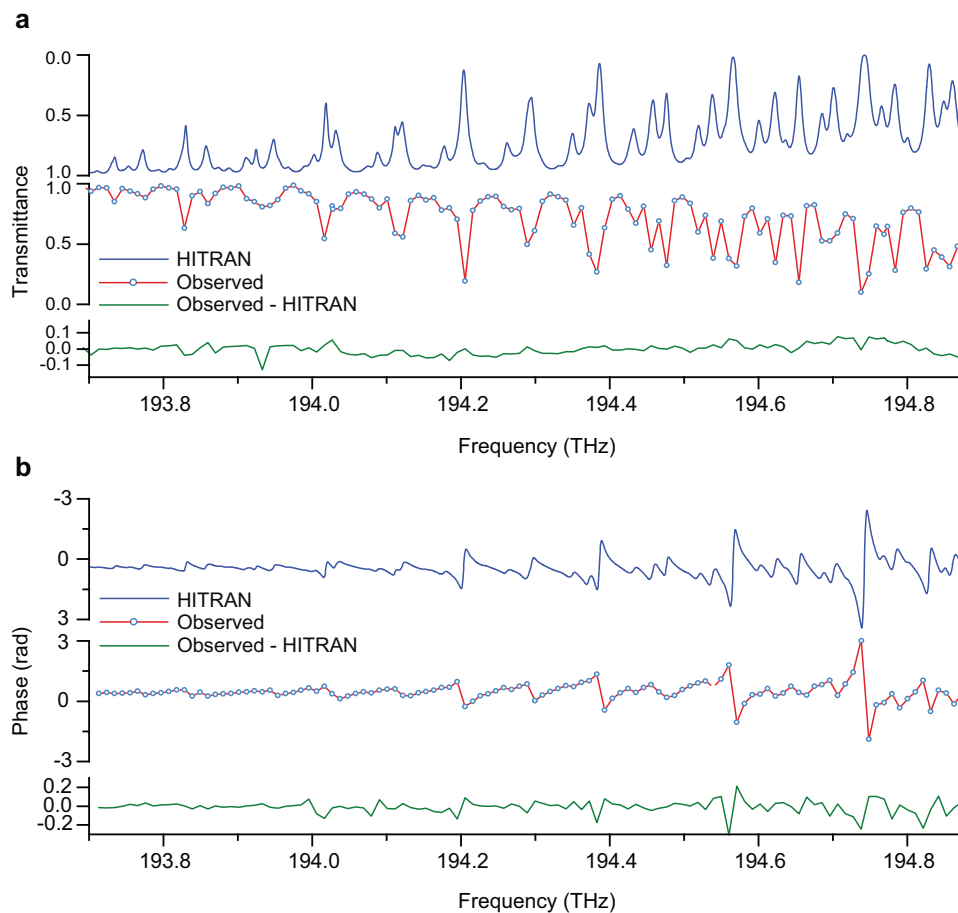 a
0.0
0.5
1.0
1.0
0.5
0.0
Transmittance
HITRAN
Observed
Observed - HITRAN
0.1
0.0
-0.1
193.8 194.0 194.2 194.4 194.6 194.8
Frequency (THz)
b
-3
0
3
3
0
-3
Phase (rad)
HITRAN
Observed
Observed - HITRAN
0.2
0.0
-0.2
193.8 194.0 194.2 194.4 194.6 194.8
Frequency (THz)